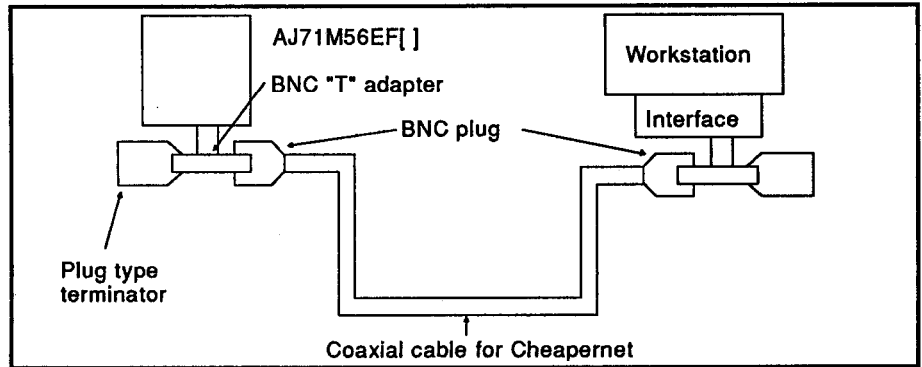 AJ71M56EF[ ]
BNC "T" adapter
Workstation
Interface
BNC plug
Plug type
terminator
Coaxial cable for Cheapernet